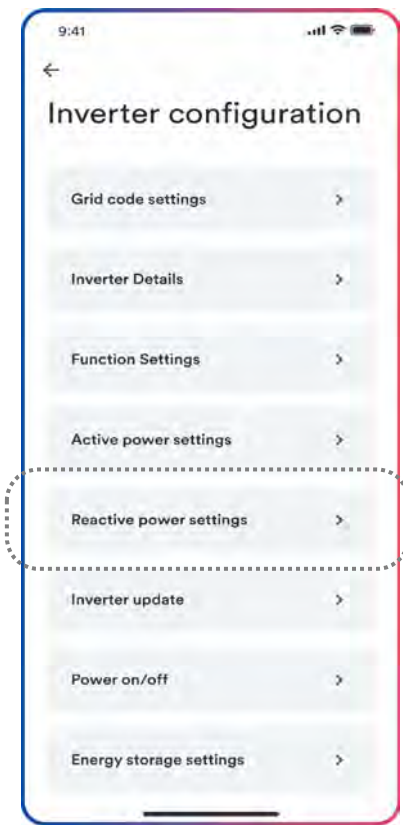 9:41
Inverter configuration
Grid code settings
Inverter Details
Function Settings
Active power settings
Reactive power settings
Inverter update
Power on/off
Energy storage settings